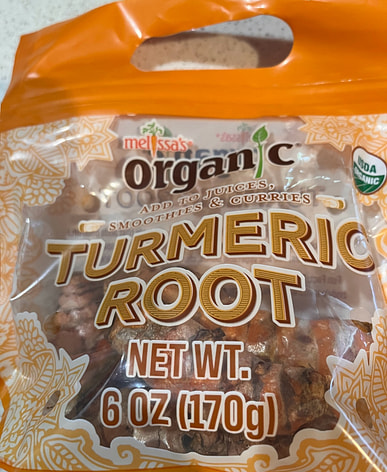 melissa's
organic
ADD TO JUICES,
SMOOTHIES & CURRIES
USDA
ORGANIC
TURMERIC
ROOT
NET WT.
6 OZ (170g)